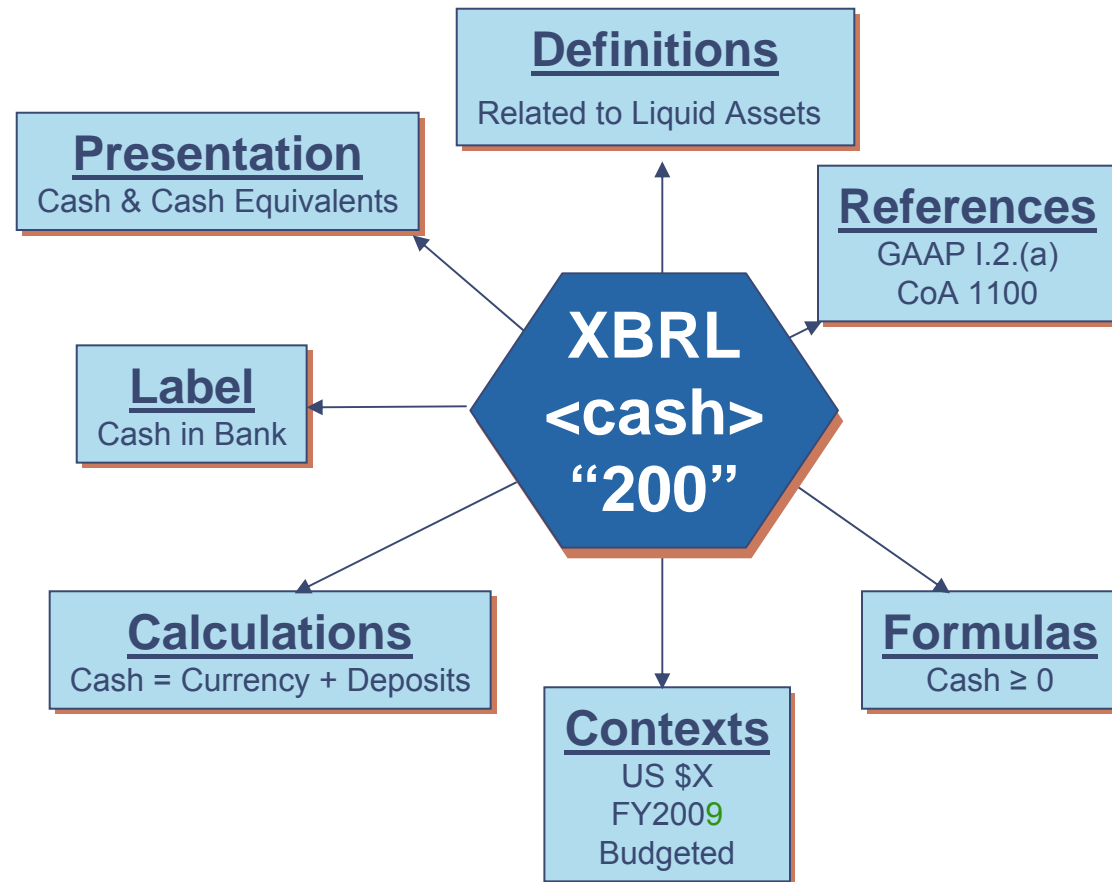 Definitions
Related to Liquid Assets
Presentation
Cash & Cash Equivalents
References
GAAP I.2.(a)
CoA 1100
XBRL
<cash>
“200”
Label
Cash in Bank
Calculations
Cash = Currency + Deposits
Formulas
Cash ≥ 0
Contexts
US $X
FY2009
Budgeted